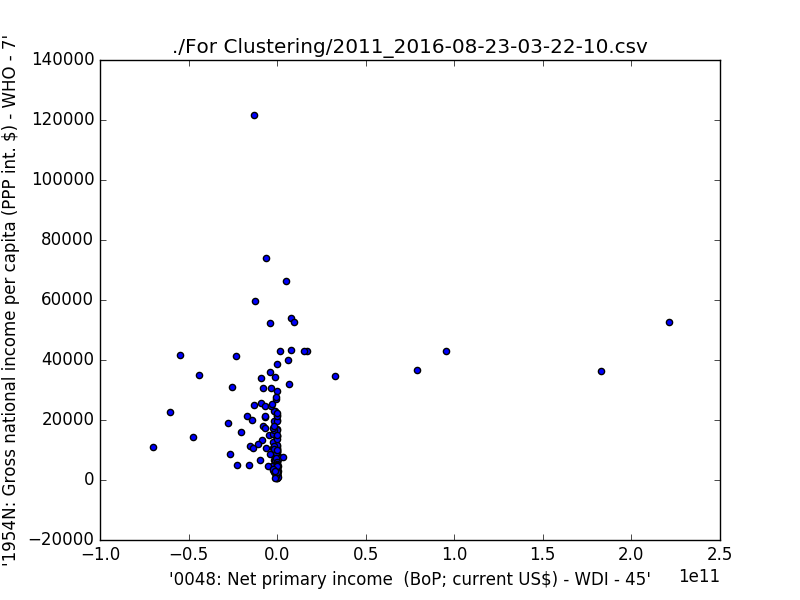 ./For Clustering/2011_2016-08-23-03-22-10.csv
'1954N: Gross national income per capita (PPP int. $) - WHO - 7'
140000
120000
100000
80000
60000
40000
20000
0
−20000
−1.0 −0.5 0.0 0.5 1.0 1.5 2.0 2.5
1e11
'0048: Net primary income  (BoP; current US$) - WDI - 45'